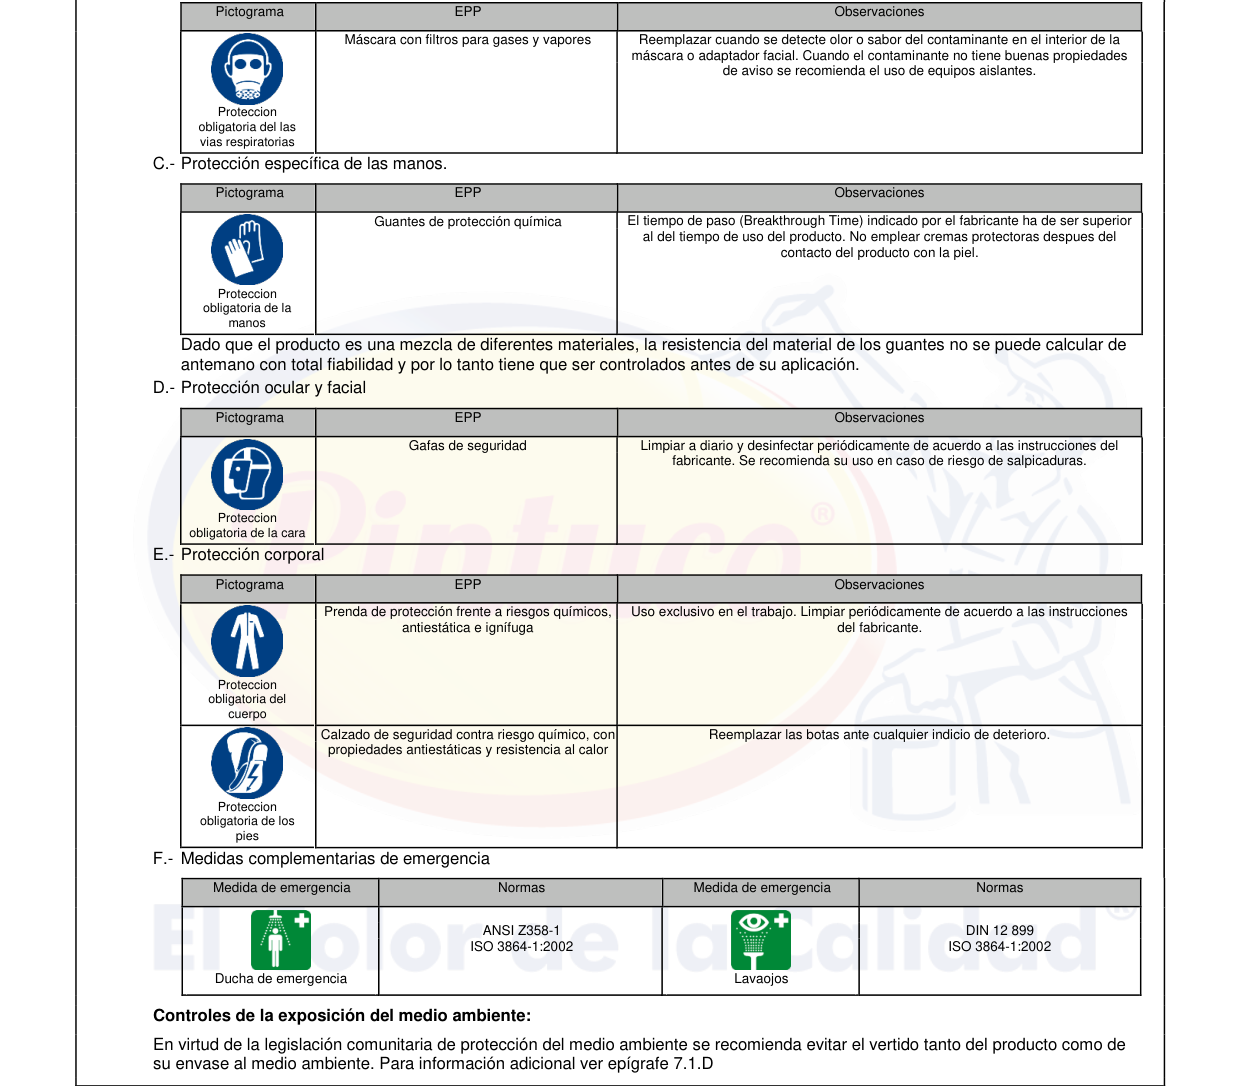 Pictograma EPP Observaciones
Máscara con filtros para gases y vapores
Reemplazar cuando se detecte olor o sabor del contaminante en el interior de la
máscara o adaptador facial. Cuando el contaminante no tiene buenas propiedades
de aviso se recomienda el uso de equipos aislantes.
Proteccion
obligatoria del las
vias respiratorias
C.- Protección específica de las manos.
Pictograma EPP Observaciones
Guantes de protección química
El tiempo de paso (Breakthrough Time) indicado por el fabricante ha de ser superior
al del tiempo de uso del producto. No emplear cremas protectoras despues del
contacto del producto con la piel.
Proteccion
obligatoria de la
manos
Dado que el producto es una mezcla de diferentes materiales, la resistencia del material de los guantes no se puede calcular de
antemano con total fiabilidad y por lo tanto tiene que ser controlados antes de su aplicación.
D.- Protección ocular y facial
Pictograma EPP Observaciones
Gafas de seguridad
Limpiar a diario y desinfectar periódicamente de acuerdo a las instrucciones del
fabricante. Se recomienda su uso en caso de riesgo de salpicaduras.
Proteccion
obligatoria de la cara
Pintuco®
E.- Protección corporal
Pictograma EPP Observaciones
Prenda de protección frente a riesgos químicos,
antiestática e ignífuga
Uso exclusivo en el trabajo. Limpiar periódicamente de acuerdo a las instrucciones
del fabricante.
Proteccion
obligatoria del
cuerpo
Calzado de seguridad contra riesgo químico, con
propiedades antiestáticas y resistencia al calor
Reemplazar las botas ante cualquier indicio de deterioro.
Proteccion
obligatoria de los
pies
F.- Medidas complementarias de emergencia
Medida de emergencia Normas Medida de emergencia Normas
ANSI Z358-1
ISO 3864-1:2002
DIN 12 899
ISO 3864-1:2002
Ducha de emergencia
Lavaojos
El Color de la Calidad®
Controles de la exposición del medio ambiente:
En virtud de la legislación comunitaria de protección del medio ambiente se recomienda evitar el vertido tanto del producto como de
su envase al medio ambiente. Para información adicional ver epígrafe 7.1.D